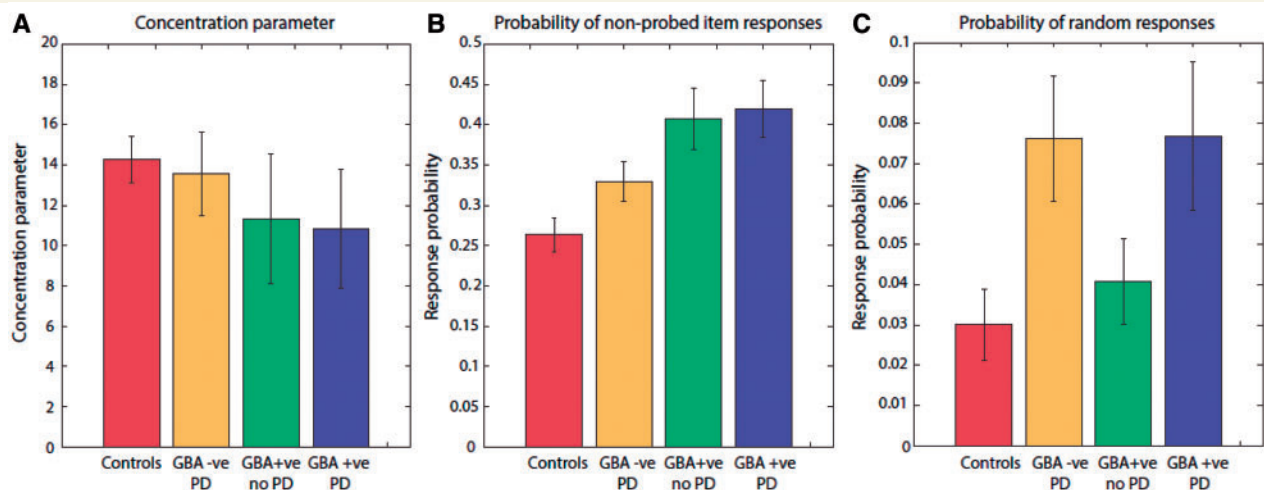 A
Concentration parameter
Concentration parameter
20
18
16
14
12
10
8
6
4
2
0
Controls
GBA -ve
PD
GBA+ve
no PD
GBA +ve
PD
B
Probability of non-probed item responses
Response probability
0.5
0.45
0.4
0.35
0.3
0.25
0.2
0.15
0.1
0.05
0
Controls
GBA -ve
PD
GBA+ve
no PD
GBA +ve
PD
C
Probability of random responses
Response probability
0.1
0.09
0.08
0.07
0.06
0.05
0.04
0.03
0.02
0.01
0
Controls
GBA -ve
PD
GBA+ve
no PD
GBA +ve
PD